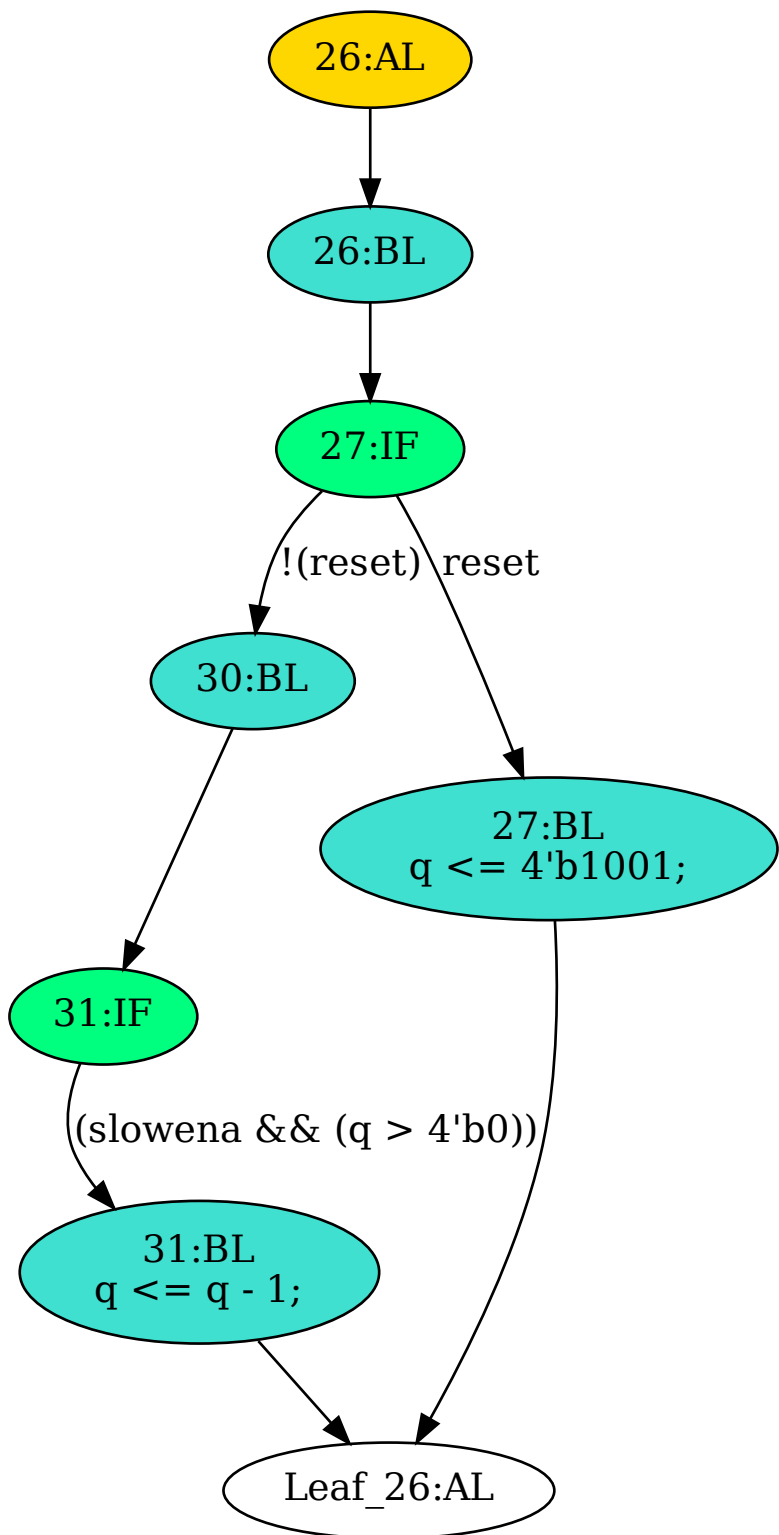 26:AL
26:BL
27:IF
!(reset)
reset
30:BL
27:BL
q <= 4'b1001;
31:IF
(slowena && (q > 4'b0))
31:BL
q <= q - 1;
Leaf_26:AL